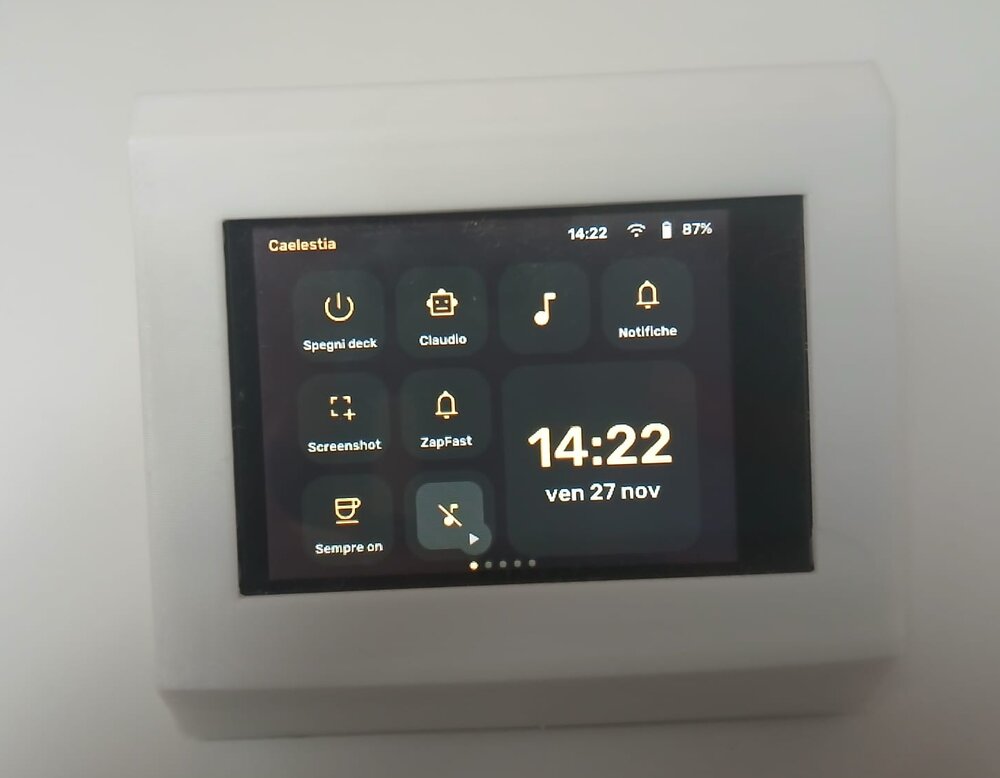 Caelestia
14:22
87%
Spegni deck
Claudio
Notifiche
Screenshot
ZapFast
14:22
ven 27 nov
Sempre on